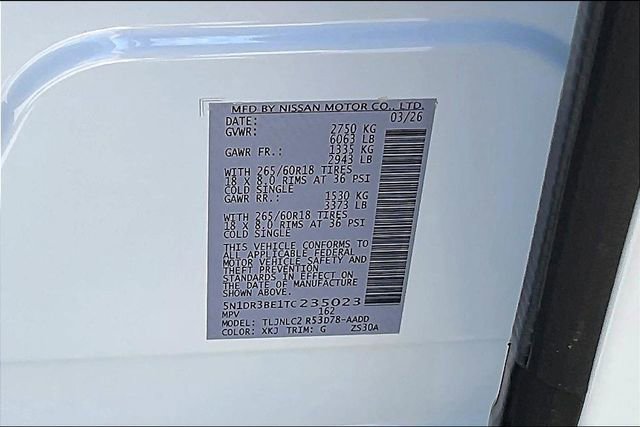 MFD BY NISSAN MOTOR CO., LTD.
DATE: 03/26
GVWR: 2750 KG
6063 LB
GAWR FR.: 1335 KG
2943 LB
WITH 265/60R18 TIRES
18 X 8.0 RIMS AT 36 PSI
COLD SINGLE
GAWR RR.: 1530 KG
3373 LB
WITH 265/60R18 TIRES
18 X 8.0 RIMS AT 36 PSI
COLD SINGLE
THIS VEHICLE CONFORMS TO
ALL APPLICABLE FEDERAL
MOTOR VEHICLE SAFETY AND
THEFT PREVENTION
STANDARDS IN EFFECT ON
THE DATE OF MANUFACTURE
SHOWN ABOVE.
5N1DR3BE1TC235023
MPV 162
MODEL: TLJNLC2 R53D78-AADD
COLOR: XKJ TRIM: G ZS30A